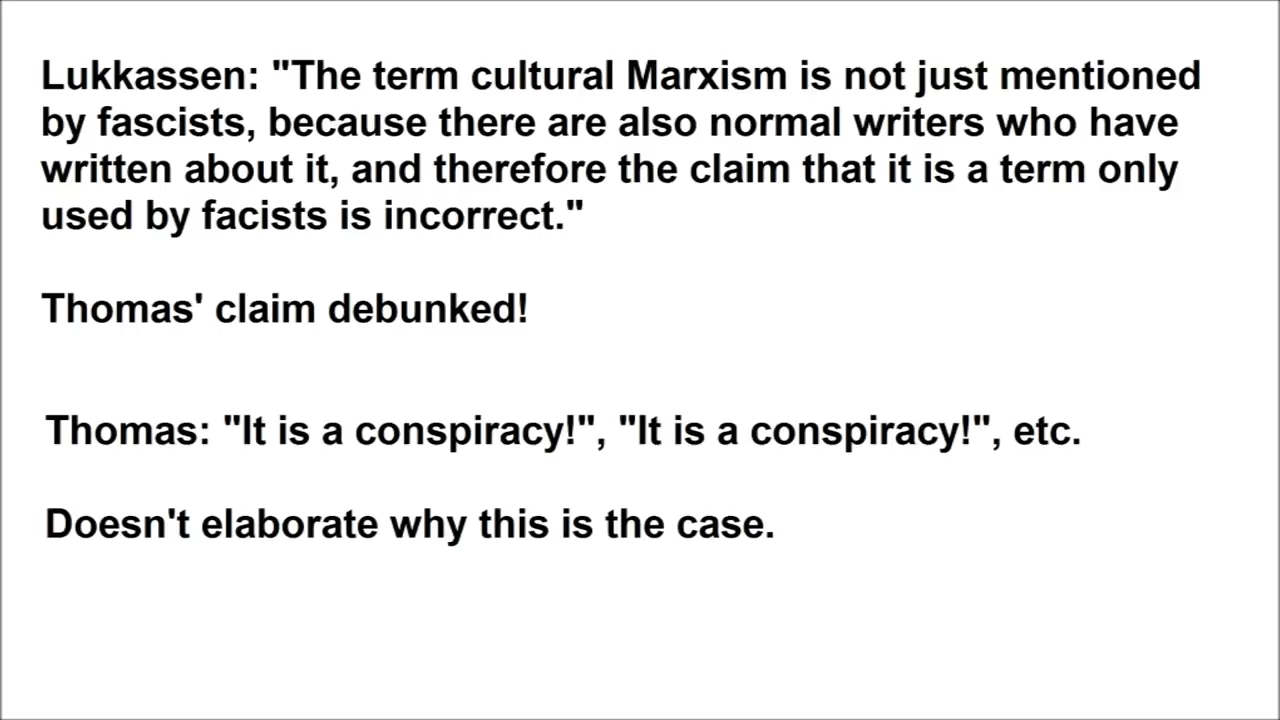 Lukkassen: "The term cultural Marxism is not just mentioned
by fascists, because there are also normal writers who have
written about it, and therefore the claim that it is a term only
used by facists is incorrect."
Thomas' claim debunked!
Thomas: "It is a conspiracy!", "It is a conspiracy!", etc.
Doesn't elaborate why this is the case.